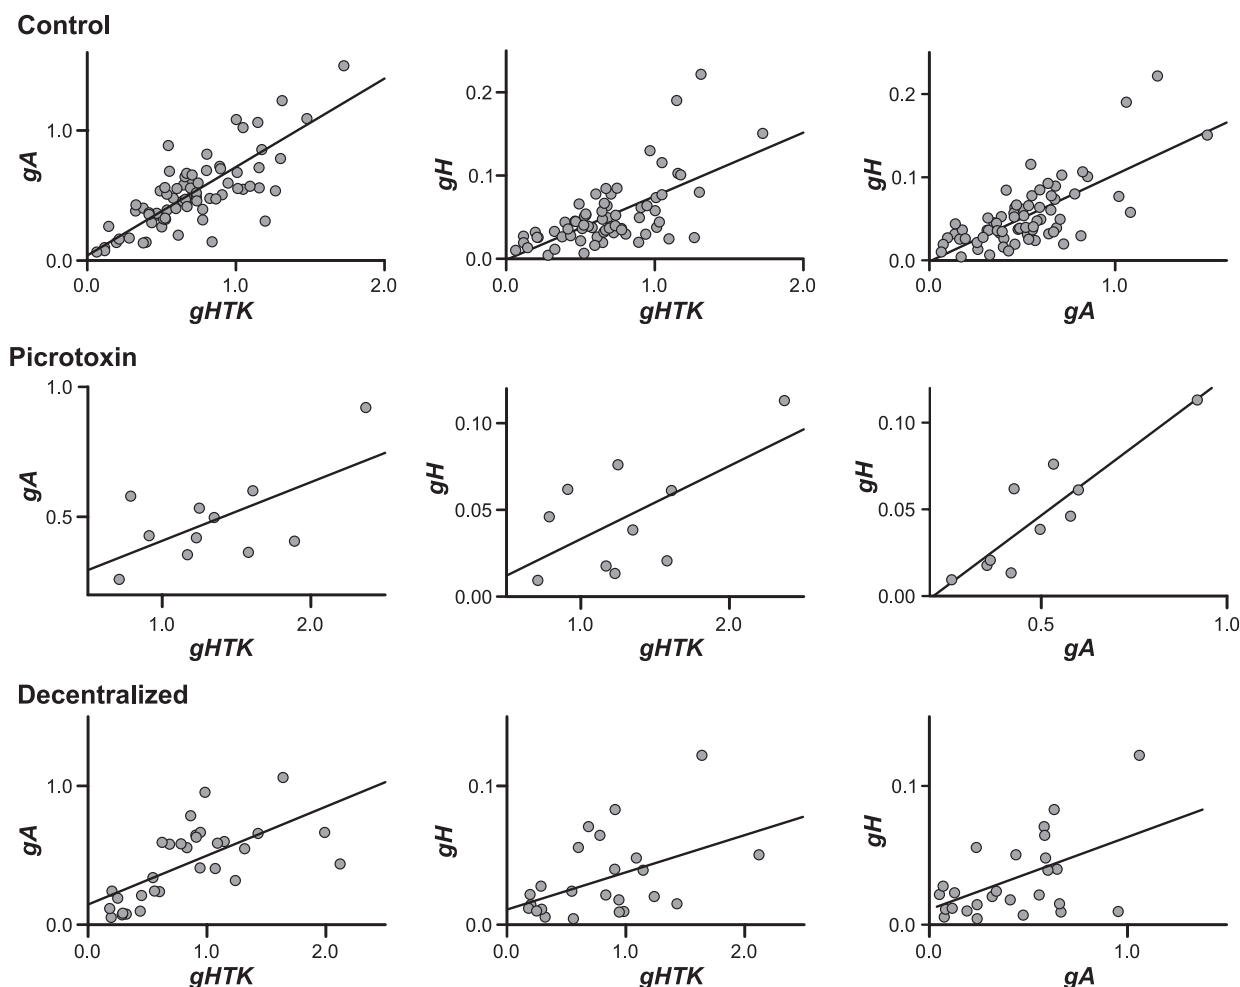 Control
gA
1.0
0.0
0.0 1.0 2.0
gHTK
gH
0.2
0.1
0.0
0.0 1.0 2.0
gHTK
gH
0.2
0.1
0.0
0.0 1.0
gA
Picrotoxin
gA
1.0
0.5
1.0 2.0
gHTK
gH
0.10
0.05
0.00
1.0 2.0
gHTK
gH
0.10
0.05
0.00
0.5 1.0
gA
Decentralized
gA
1.0
0.0
0.0 1.0 2.0
gHTK
gH
0.1
0.0
0.0 1.0 2.0
gHTK
gH
0.1
0.0
0.0 1.0
gA